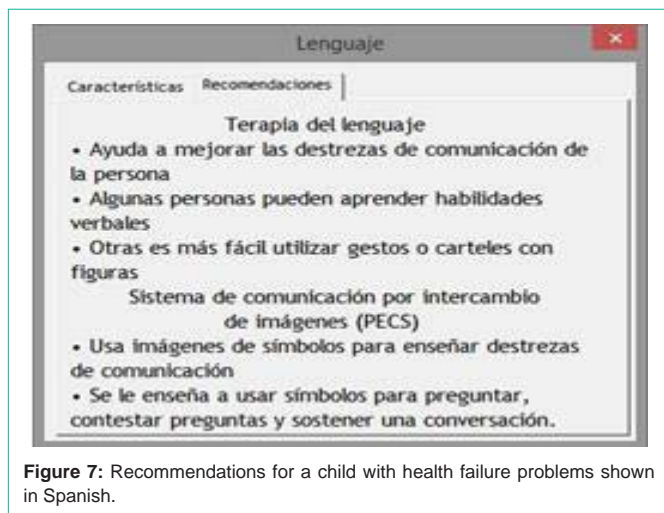 Lenguaje
Características Recomendaciones
Terapia del lenguaje
• Ayuda a mejorar las destrezas de comunicación de
la persona
• Algunas personas pueden aprender habilidades
verbales
• Otras es más fácil utilizar gestos o carteles con
figuras
Sistema de comunicación por intercambio
de imágenes (PECS)
• Usa imágenes de símbolos para enseñar destrezas
de comunicación
• Se le enseña a usar símbolos para preguntar,
contestar preguntas y sostener una conversación.
Figure 7: Recommendations for a child with health failure problems shown
in Spanish.